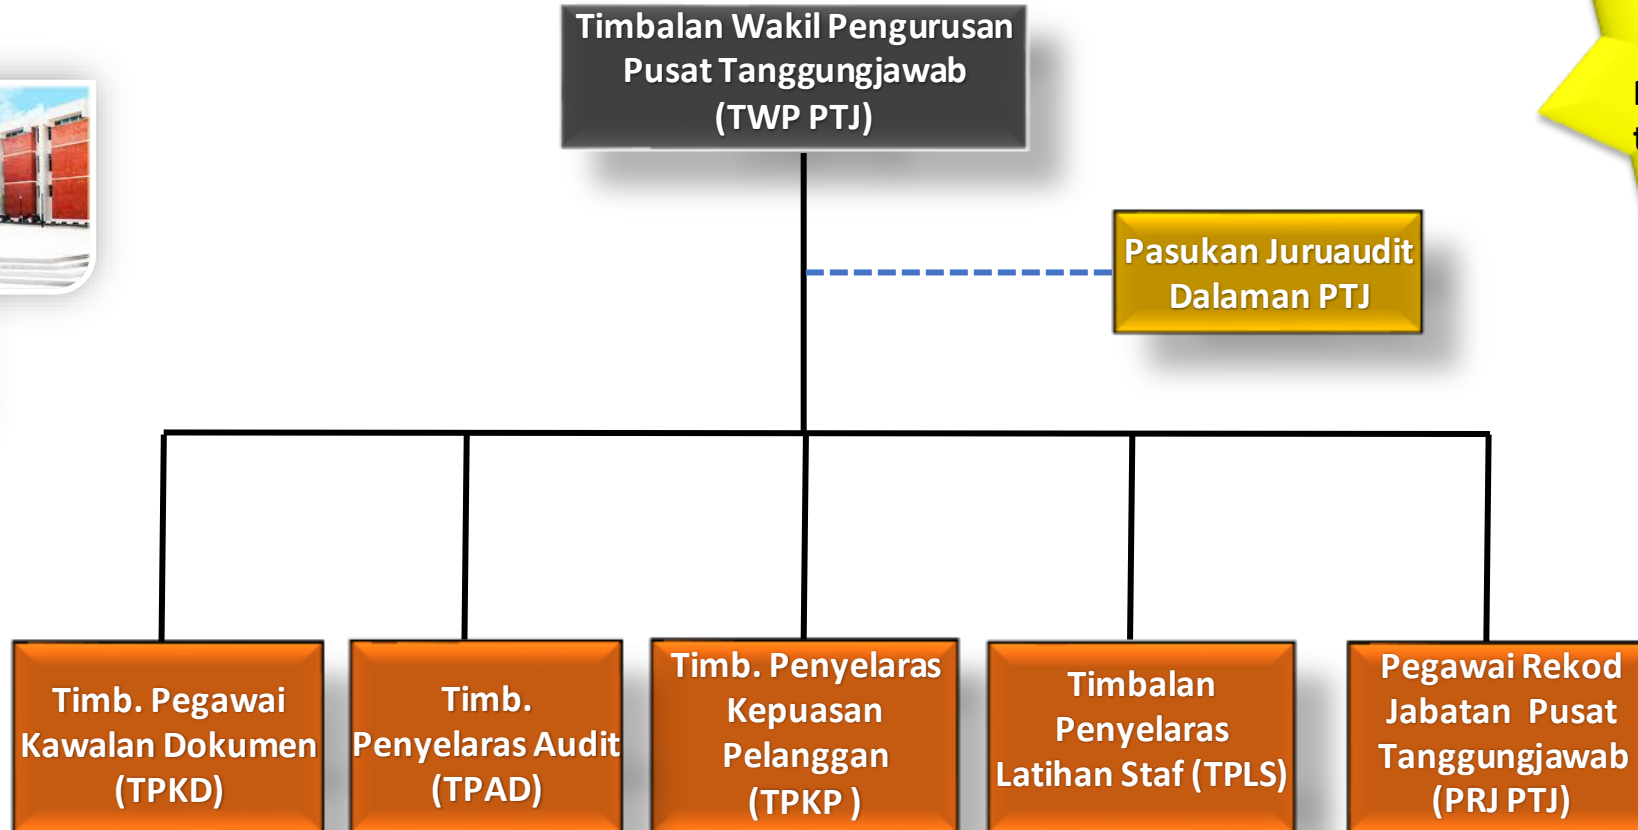 Timbalan Wakil Pengurusan
Pusat Tanggungjawab
(TWP PTJ)
Pasukan Juruaudit
Dalaman PTJ
Timb. Pegawai
Kawalan Dokumen
(TPKD)
Timb.
Penyelaras Audit
(TPAD)
Timb. Penyelaras
Kepuasan
Pelanggan
(TPKP )
Timbalan
Penyelaras
Latihan Staf (TPLS)
Pegawai Rekod
Jabatan Pusat
Tanggungjawab
(PRJ PTJ)